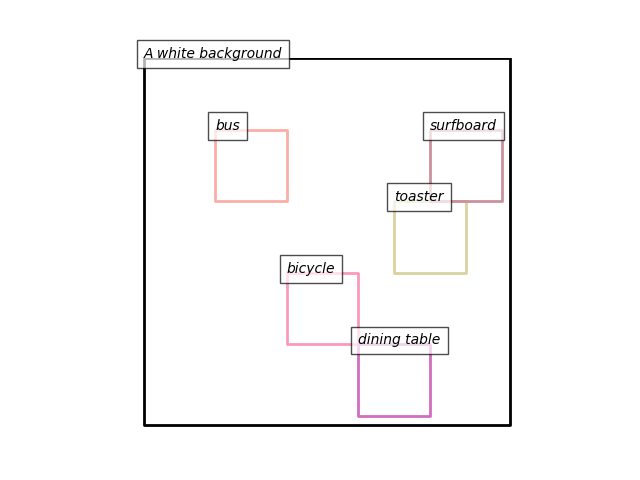 A white background
bus
surfboard
toaster
bicycle
dining table